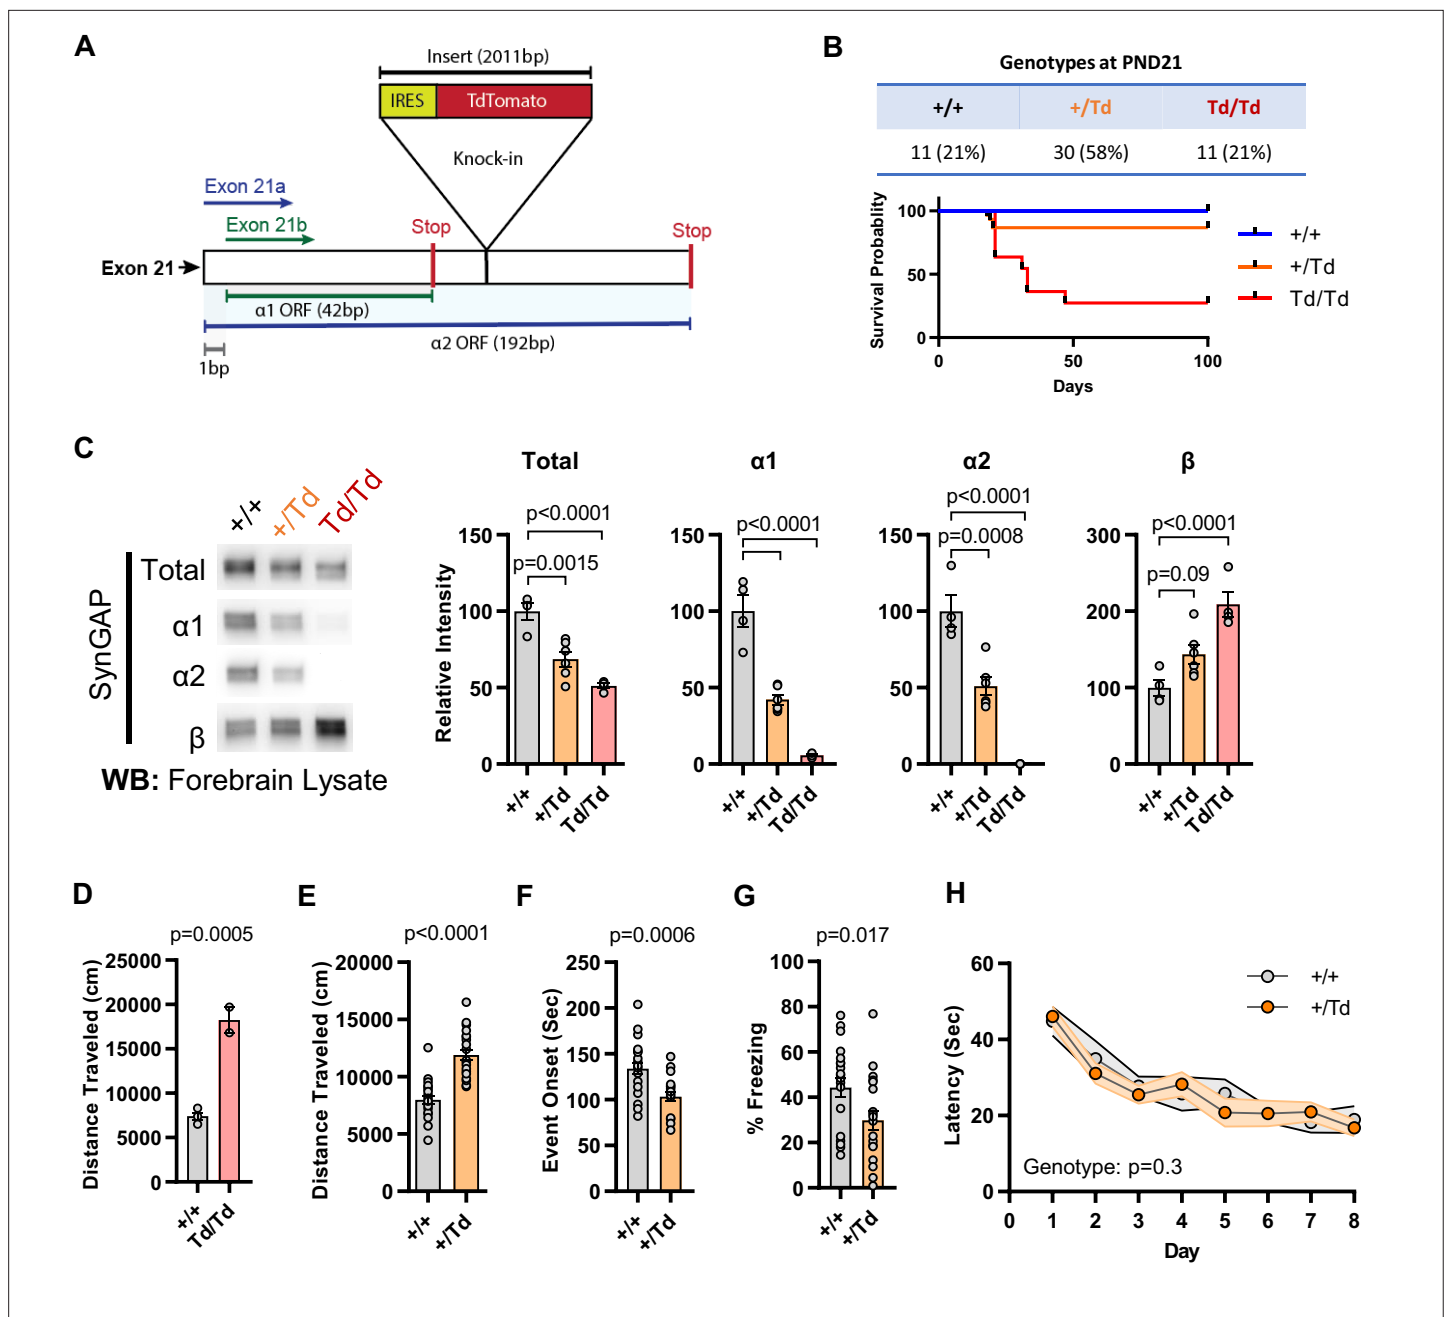 A
Insert (2011bp)
IRES
TdTomato
Knock-in
Exon 21a
Exon 21b
Stop
Stop
Exon 21
α1 ORF (42bp)
α2 ORF (192bp)
1bp
B
Genotypes at PND21
+/+ +/Td Td/Td
11 (21%) 30 (58%) 11 (21%)
Survival Probablity
100
50
0
0 50 100
Days
+/+
+/Td
Td/Td
C
+/+ +/Td Td/Td
SynGAP
Total
α1
α2
β
WB: Forebrain Lysate
Total
p<0.0001
p=0.0015
Relative Intensity
150
100
50
0
+/+ +/Td Td/Td
α1
p<0.0001
150
100
50
0
+/+ +/Td Td/Td
α2
p<0.0001
p=0.0008
150
100
50
0
+/+ +/Td Td/Td
β
p<0.0001
p=0.09
300
200
100
0
+/+ +/Td Td/Td
D
p=0.0005
Distance Traveled (cm)
25000
20000
15000
10000
5000
0
+/+ Td/Td
E
p<0.0001
Distance Traveled (cm)
20000
15000
10000
5000
0
+/+ +/Td
F
p=0.0006
Event Onset (Sec)
250
200
150
100
50
0
+/+ +/Td
G
p=0.017
% Freezing
100
80
60
40
20
0
+/+ +/Td
H
Latency (Sec)
60
40
20
0
+/+
+/Td
Genotype: p=0.3
0 1 2 3 4 5 6 7 8
Day